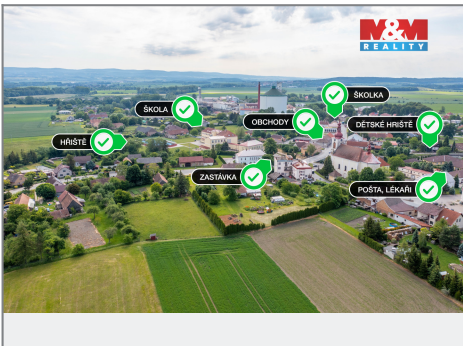 M&M
REALITY
ŠKOLKA
ŠKOLA
OBCHODY
DĚTSKÉ HŘIŠTĚ
HŘIŠTĚ
ZASTÁVKA
POŠTA, LÉKAŘI